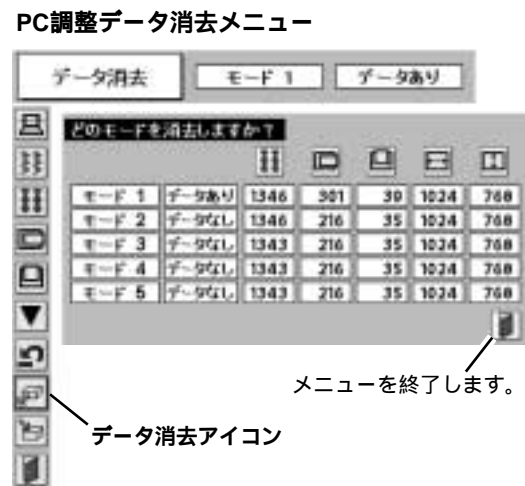 PC調整データ消去メニュー
データ消去 モード 1 データあり
どのモードを消去しますか?
モード 1 データあり 1346 301 30 1024 768
モード 2 データなし 1346 216 35 1024 768
モード 3 データなし 1343 216 35 1024 768
モード 4 データなし 1343 216 35 1024 768
モード 5 データなし 1343 216 35 1024 768
メニューを終了します。
データ消去アイコン